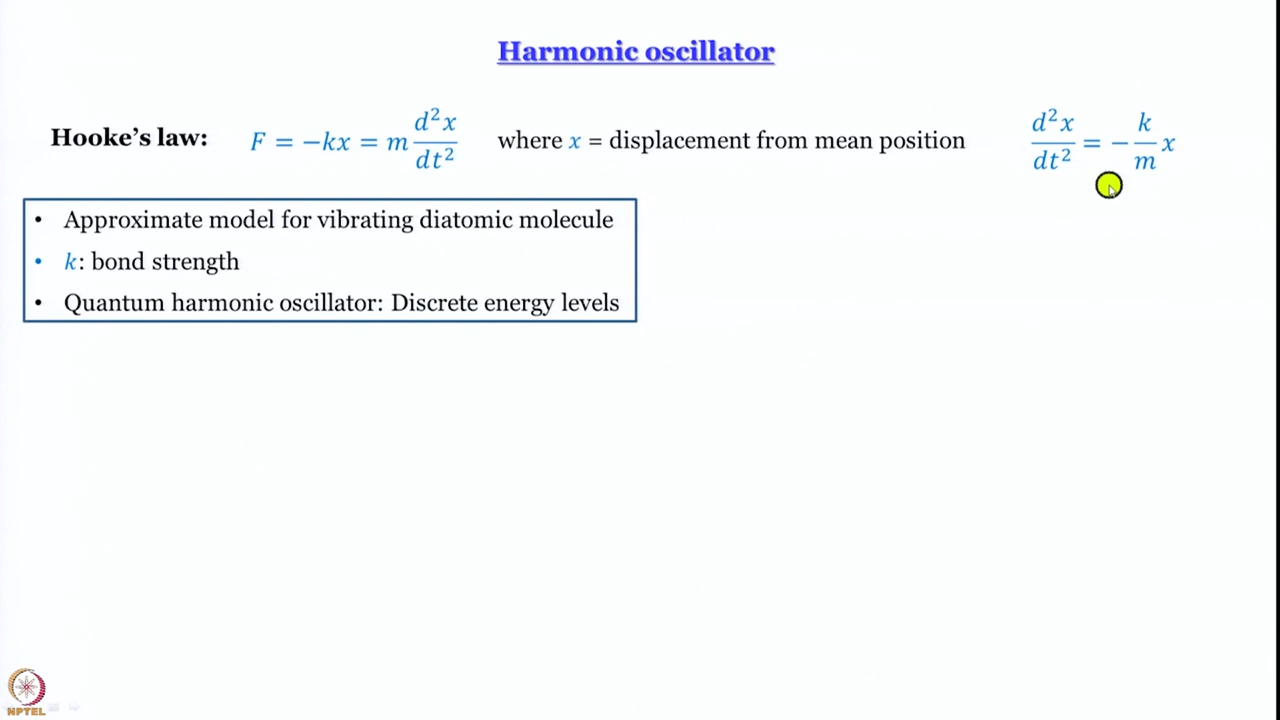 Harmonic oscillator
Hooke's law: F = −kx = m d²x/dt² where x = displacement from mean position d²x/dt² = − k/m x
• Approximate model for vibrating diatomic molecule
• k: bond strength
• Quantum harmonic oscillator: Discrete energy levels
NPTEL